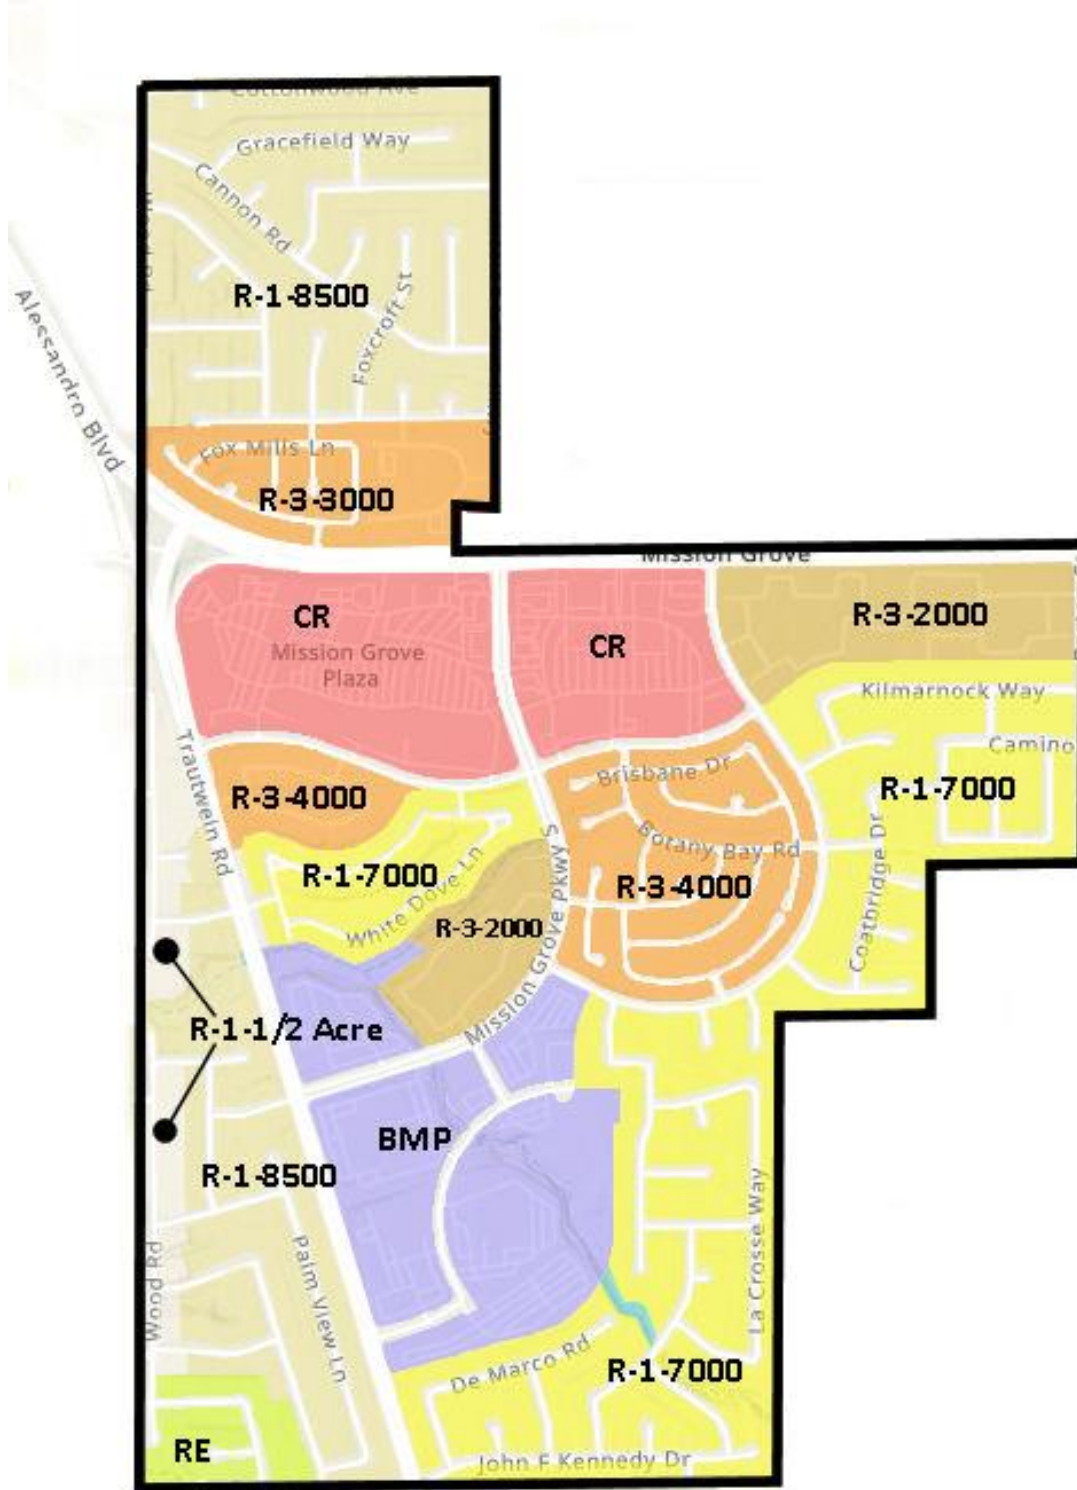 Cottonwood Ave
Gracefield Way
Cannon Rd
R-1-8500
Foxcroft St
Alessandro Blvd
Fox Mills Ln
R-3-3000
Mission Grove
CR
Mission Grove
Plaza
CR
R-3-2000
Kilmarnock Way
Camino
Trautwein Rd
R-3-4000
Brisbane Dr
R-1-7000
Botany Bay Rd
R-1-7000
White Dove Ln
R-3-2000
Mission Grove Pkwy S
R-3-4000
Coatbridge Dr
R-1-1/2 Acre
BMP
R-1-8500
Wood Rd
Palm View Ln
La Crosse Way
De Marco Rd
R-1-7000
RE
John F Kennedy Dr